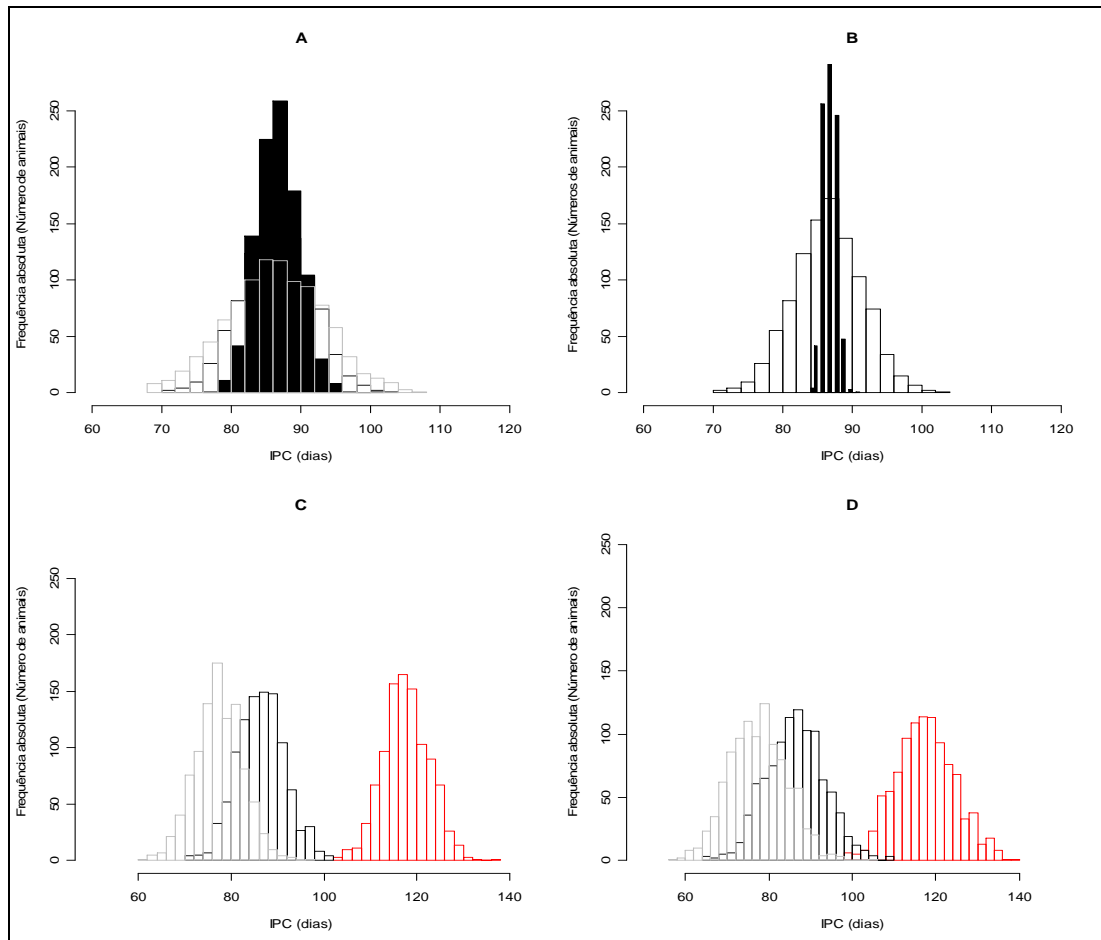 A
Frequência absoluta (Número de animais)
250
200
150
100
50
0
60 70 80 90 100 110 120
IPC (dias)
B
Frequência absoluta (Números de animais)
250
200
150
100
50
0
60 70 80 90 100 110 120
IPC (dias)
C
Frequência absoluta (Número de animais)
250
200
150
100
50
0
60 80 100 120 140
IPC (dias)
D
Frequência absoluta (Número de animais)
250
200
150
100
50
0
60 80 100 120 140
IPC (dias)